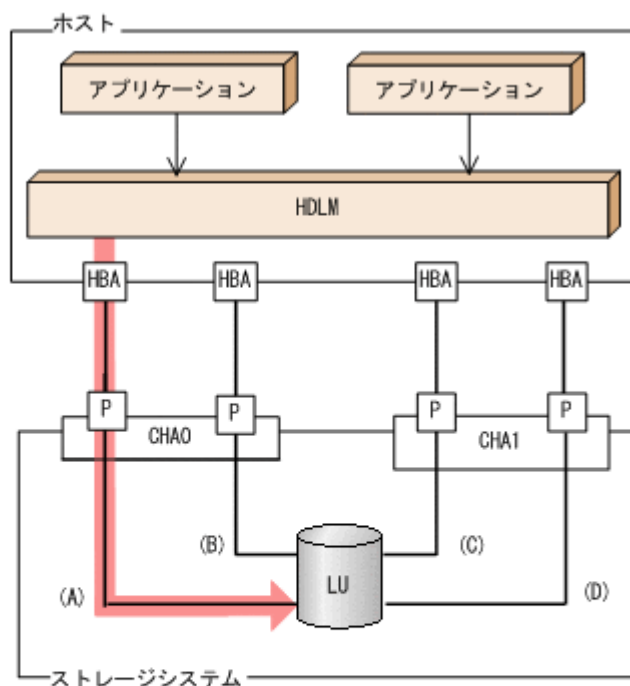 ホスト
アプリケーション
アプリケーション
HDLM
HBA
HBA
HBA
HBA
P
P
P
P
CHA0
CHA1
(B)
(C)
LU
(A)
(D)
ストレージシステム